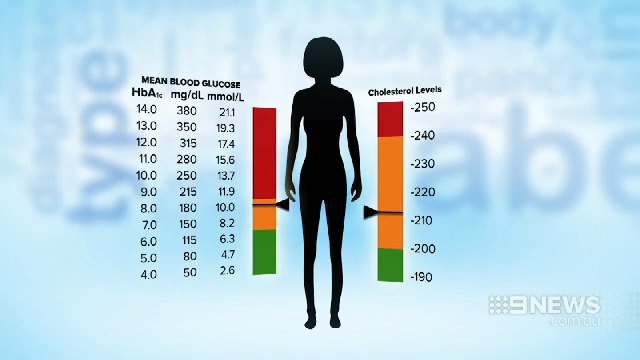 MEAN BLOOD GLUCOSE
HbA1c mg/dL mmol/L
14.0 380 21.1
13.0 350 19.3
12.0 315 17.4
11.0 280 15.6
10.0 250 13.7
9.0 215 11.9
8.0 180 10.0
7.0 150 8.2
6.0 115 6.3
5.0 80 4.7
4.0 50 2.6
Cholesterol Levels
-250
-240
-230
-220
-210
-200
-190
body
type
abe
9NEWS
.com.au